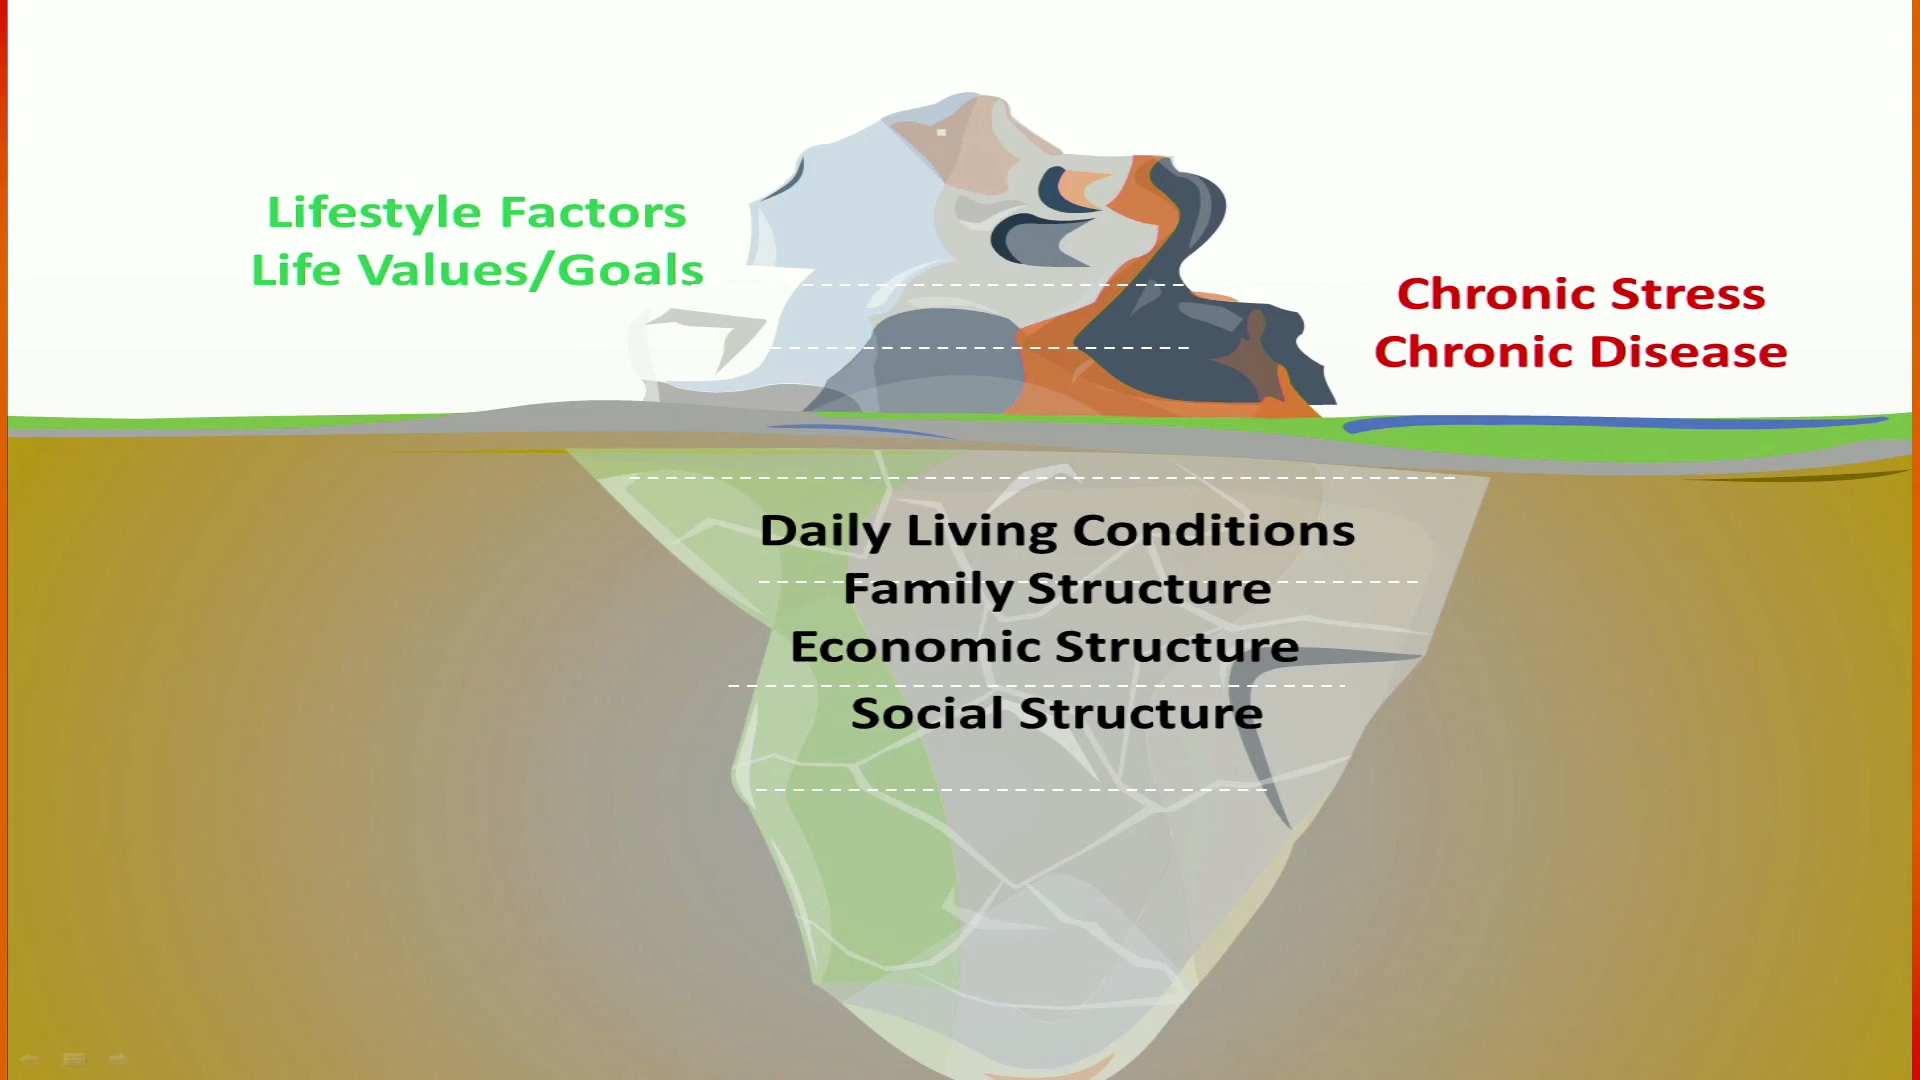 Lifestyle Factors
Life Values/Goals
Chronic Stress
Chronic Disease
Daily Living Conditions
Family Structure
Economic Structure
Social Structure